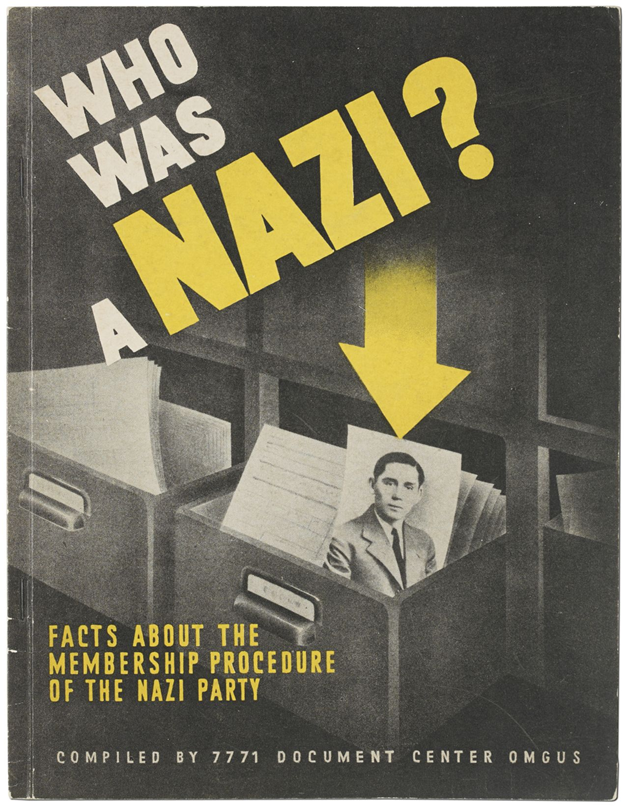 WHO
WAS
A NAZI?
FACTS ABOUT THE
MEMBERSHIP PROCEDURE
OF THE NAZI PARTY
COMPILED BY 7771 DOCUMENT CENTER OMGUS